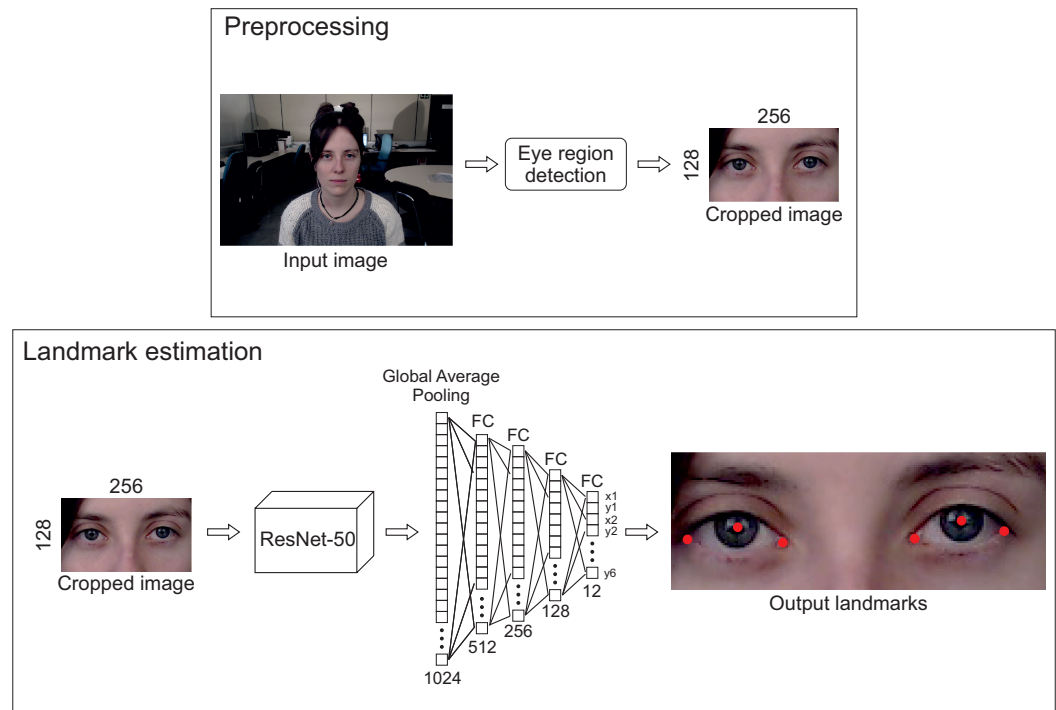 Preprocessing
Input image
Eye region
detection
256
128
Cropped image
Landmark estimation
256
128
Cropped image
ResNet-50
Global Average
Pooling
1024
FC
512
FC
256
FC
128
FC
12
x1
y1
x2
y2
y6
Output landmarks